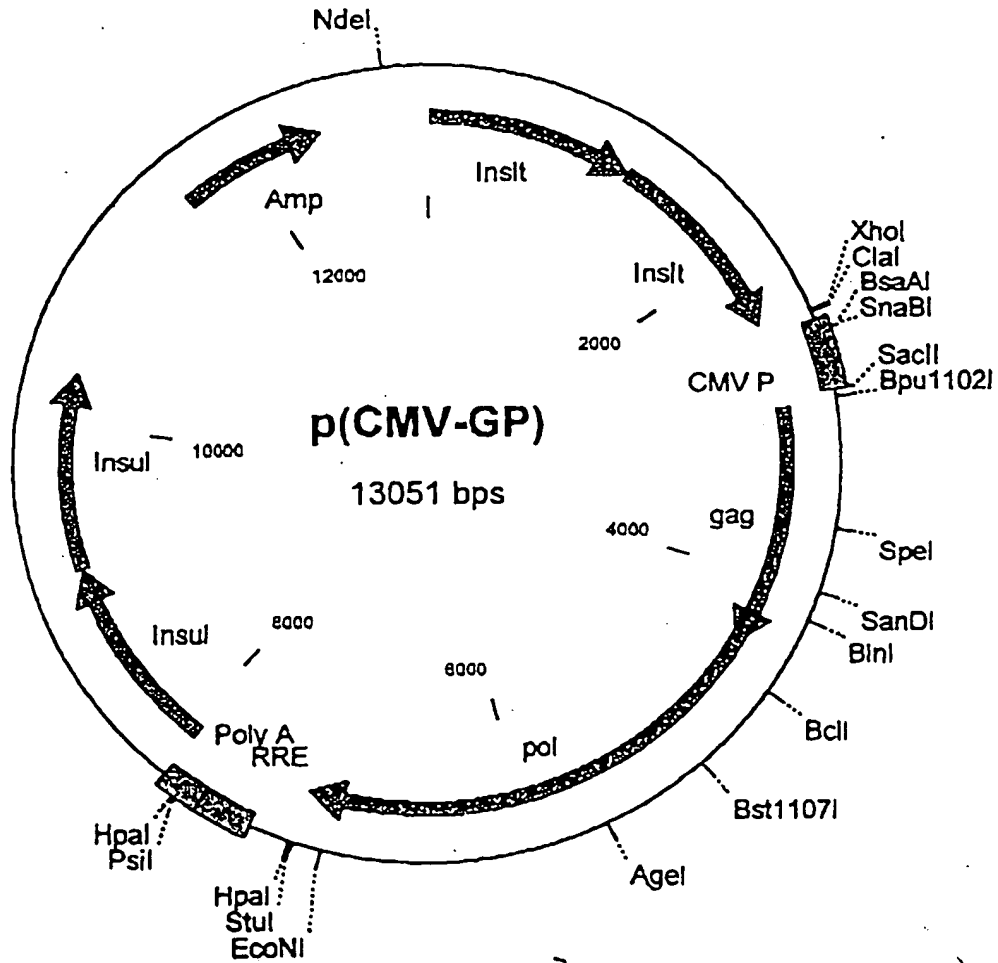 NdeI
Inslt
Amp
12000
Inslt
2000
XhoI
ClaI
BsaAI
SnaBI
SacII
Bpu1102I
CMV P
p(CMV-GP)
13051 bps
Insul
10000
gag
4000
SpeI
SanDI
BlnI
Insul
8000
6000
BclI
Poly A
RRE
pol
Bst1107I
HpaI
PsiI
AgeI
HpaI
StuI
EcoNI